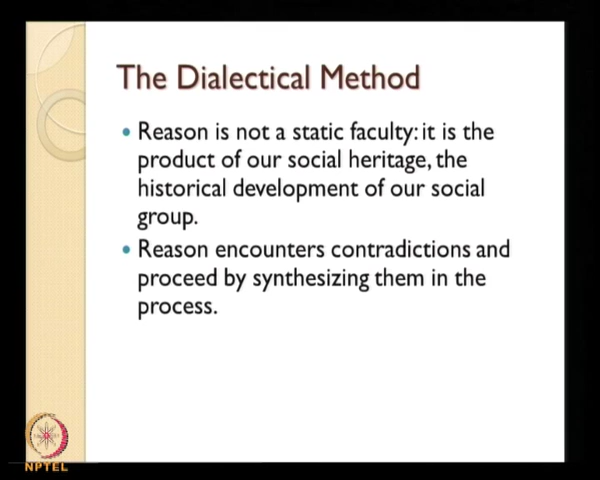 The Dialectical Method
• Reason is not a static faculty: it is the
product of our social heritage, the
historical development of our social
group.
• Reason encounters contradictions and
proceed by synthesizing them in the
process.
NPTEL